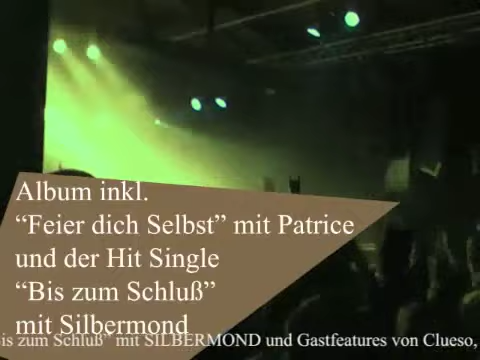 Album inkl.
“Feier dich Selbst” mit Patrice
und der Hit Single
“Bis zum Schluß”
mit Silbermond
is zum Schluß” mit SILBERMOND und Gastfeatures von Clueso,